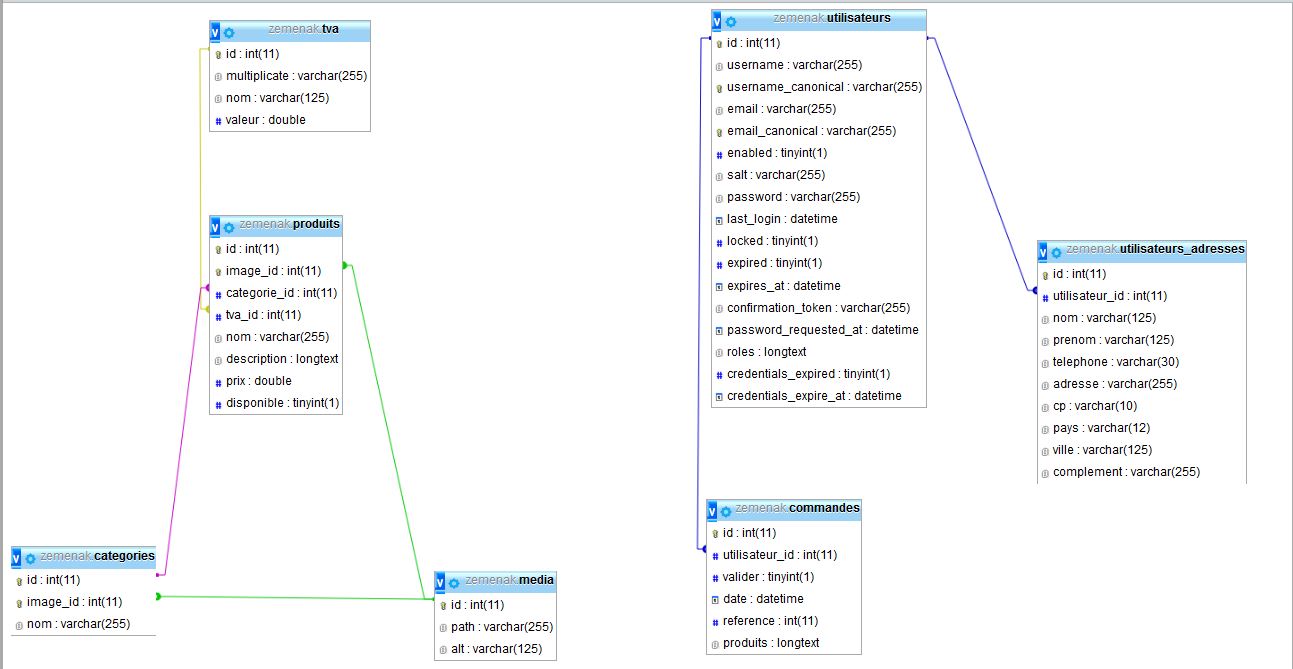 zemenak.tva
id : int(11)
multiplicate : varchar(255)
nom : varchar(125)
valeur : double
zemenak.produits
id : int(11)
image_id : int(11)
categorie_id : int(11)
tva_id : int(11)
nom : varchar(255)
description : longtext
prix : double
disponible : tinyint(1)
zemenak.categories
id : int(11)
image_id : int(11)
nom : varchar(255)
zemenak.media
id : int(11)
path : varchar(255)
alt : varchar(125)
zemenak.utilisateurs
id : int(11)
username : varchar(255)
username_canonical : varchar(255)
email : varchar(255)
email_canonical : varchar(255)
enabled : tinyint(1)
salt : varchar(255)
password : varchar(255)
last_login : datetime
locked : tinyint(1)
expired : tinyint(1)
expires_at : datetime
confirmation_token : varchar(255)
password_requested_at : datetime
roles : longtext
credentials_expired : tinyint(1)
credentials_expire_at : datetime
zemenak.commandes
id : int(11)
utilisateur_id : int(11)
valider : tinyint(1)
date : datetime
reference : int(11)
produits : longtext
zemenak.utilisateurs_adresses
id : int(11)
utilisateur_id : int(11)
nom : varchar(125)
prenom : varchar(125)
telephone : varchar(30)
adresse : varchar(255)
cp : varchar(10)
pays : varchar(12)
ville : varchar(125)
complement : varchar(255)